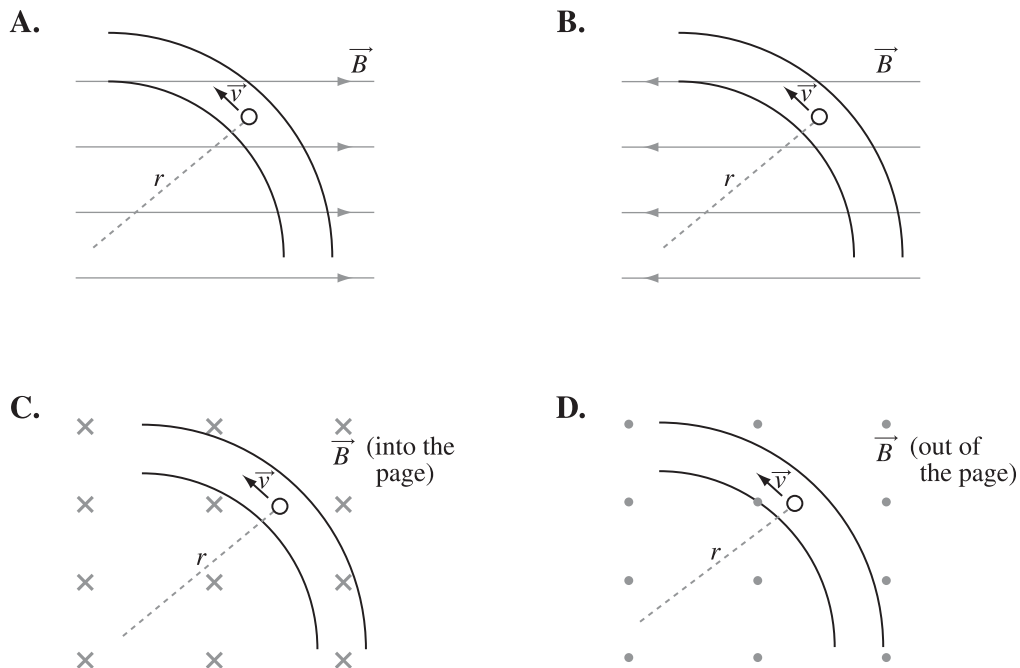 A.
B.
B
B
v
v
r
r
C.
D.
B (into the
page)
B (out of
the page)
v
v
r
r